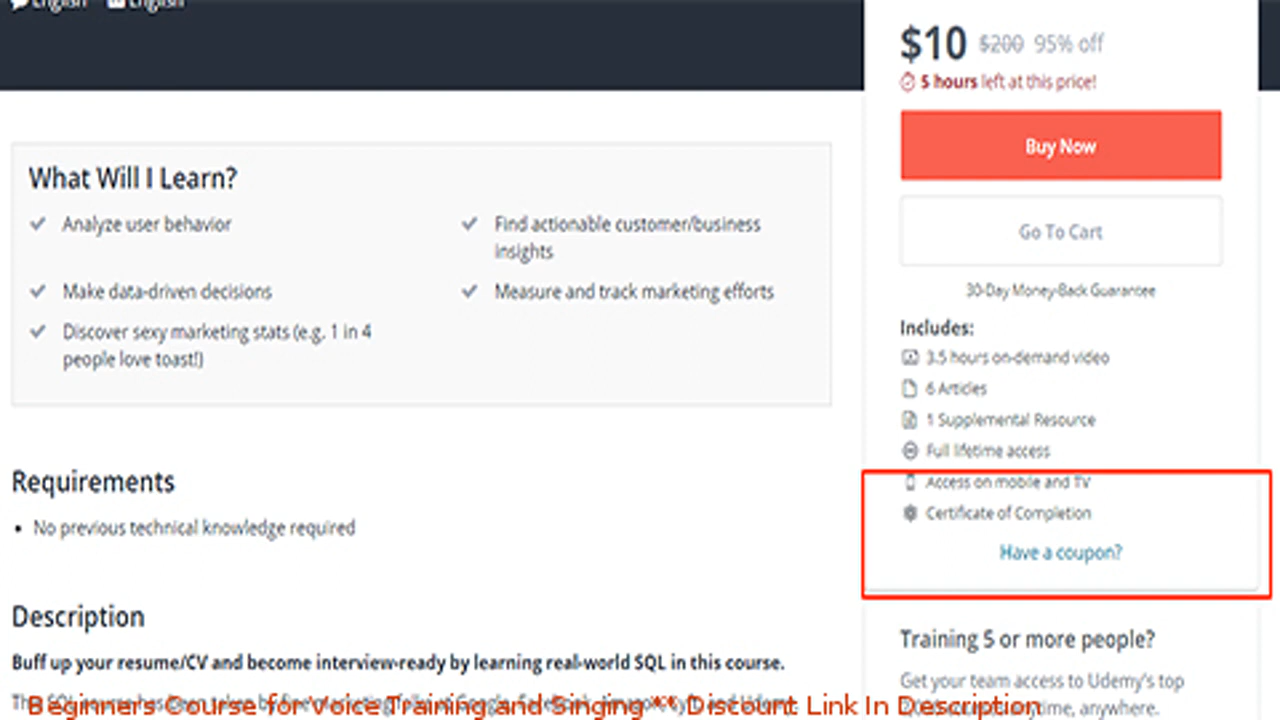 English English
$10 $200 95% off
5 hours left at this price!
Buy Now
Go To Cart
30-Day Money-Back Guarantee
Includes:
3.5 hours on-demand video
6 Articles
1 Supplemental Resource
Full lifetime access
Access on mobile and TV
Certificate of Completion
Have a coupon?
Training 5 or more people?
Get your team access to Udemy's top
anytime, anywhere.
What Will I Learn?
Analyze user behavior
Find actionable customer/business
insights
Make data-driven decisions
Measure and track marketing efforts
Discover sexy marketing stats (e.g. 1 in 4
people love toast!)
Requirements
• No previous technical knowledge required
Description
Buff up your resume/CV and become interview-ready by learning real-world SQL in this course.
Beginners Course for Voice Training and Singing ** Discount Link In Description